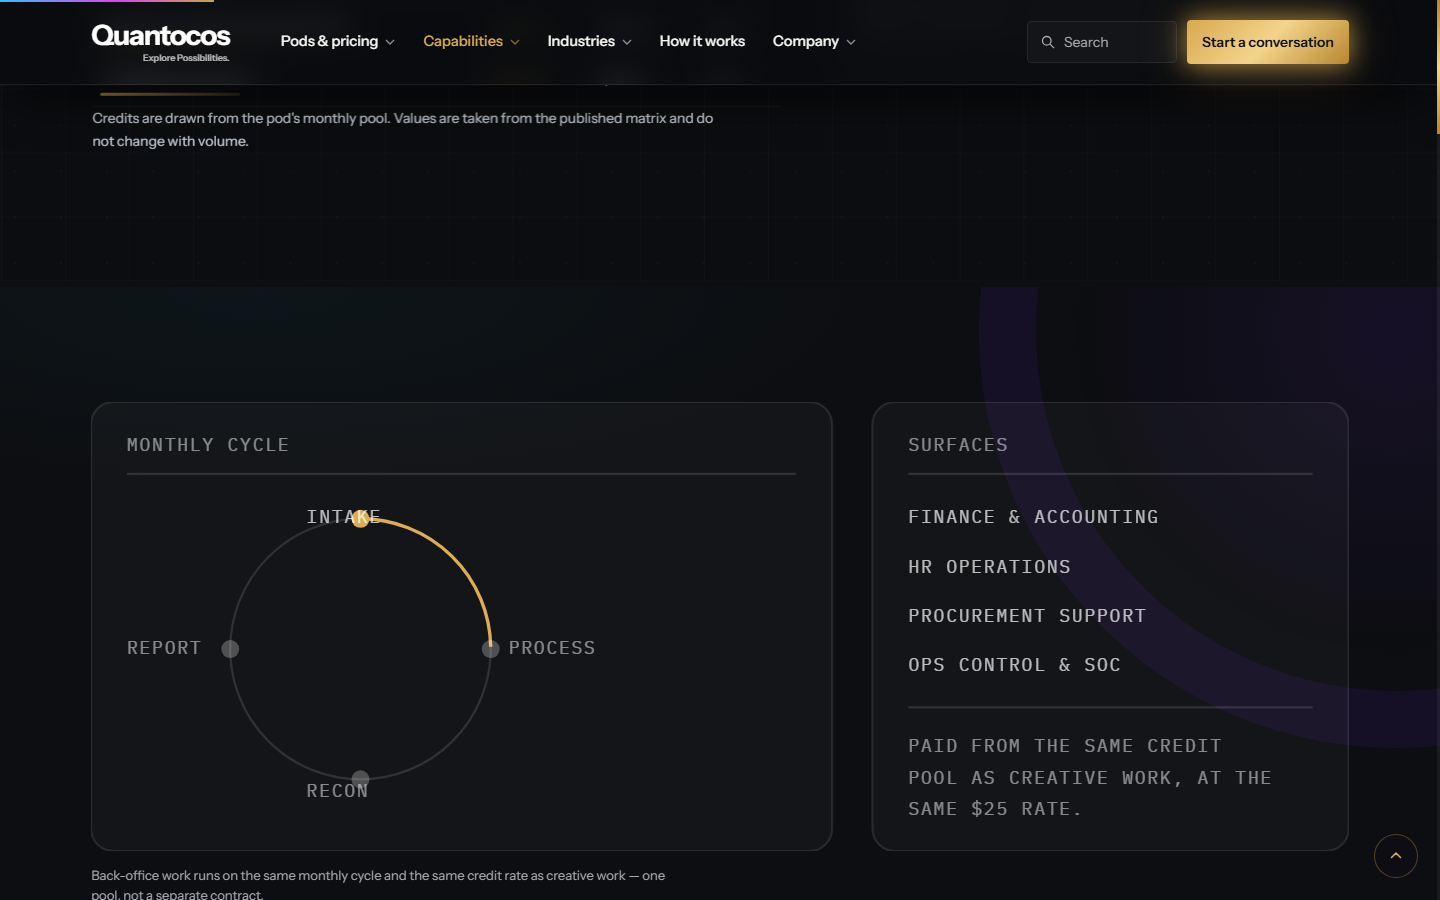 Quantocos
Explore Possibilities.
Pods & pricing
Capabilities
Industries
How it works
Company
Search
Start a conversation
Credits are drawn from the pod's monthly pool. Values are taken from the published matrix and do
not change with volume.
MONTHLY CYCLE
INTAKE
REPORT
PROCESS
RECON
SURFACES
FINANCE & ACCOUNTING
HR OPERATIONS
PROCUREMENT SUPPORT
OPS CONTROL & SOC
PAID FROM THE SAME CREDIT
POOL AS CREATIVE WORK, AT THE
SAME $25 RATE.
Back-office work runs on the same monthly cycle and the same credit rate as creative work — one
pool, not a separate contract.